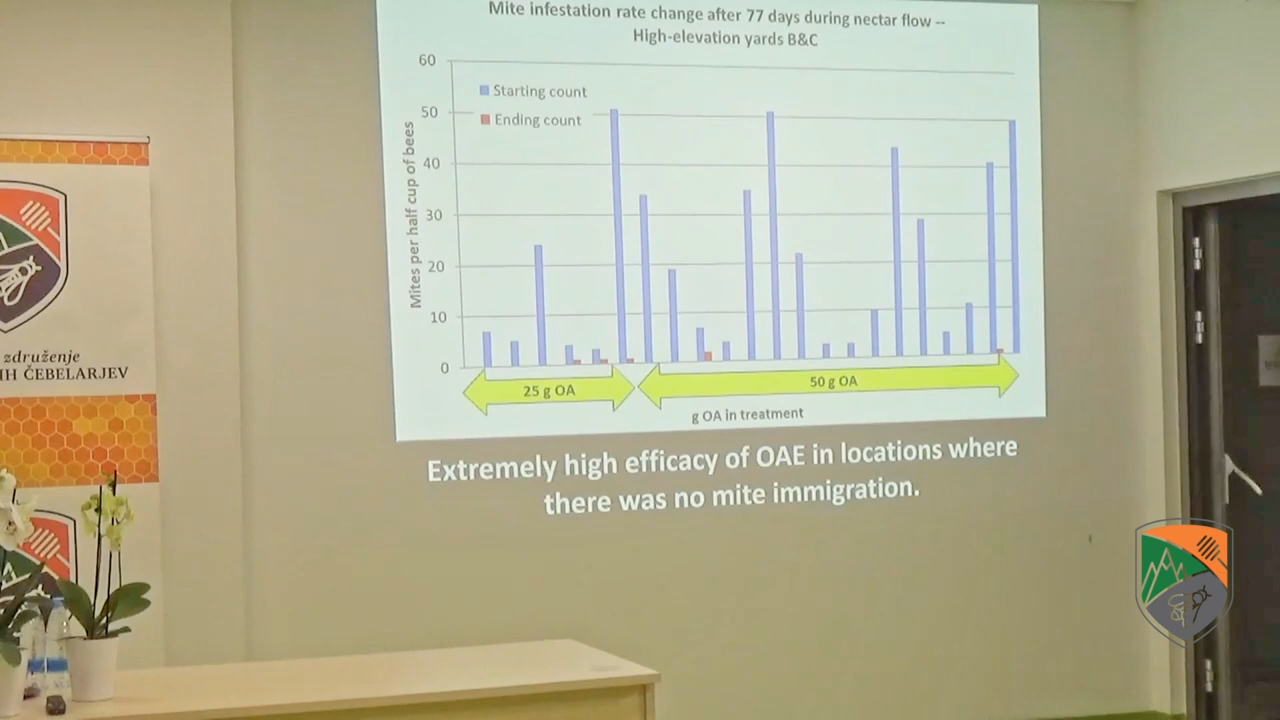 Mite infestation rate change after 77 days during nectar flow --
High-elevation yards B&C
Mites per half cup of bees
60
50
40
30
20
10
0
Starting count
Ending count
25 g OA
50 g OA
g OA in treatment
Extremely high efficacy of OAE in locations where
there was no mite immigration.
združenje
IH ČEBELARJEV